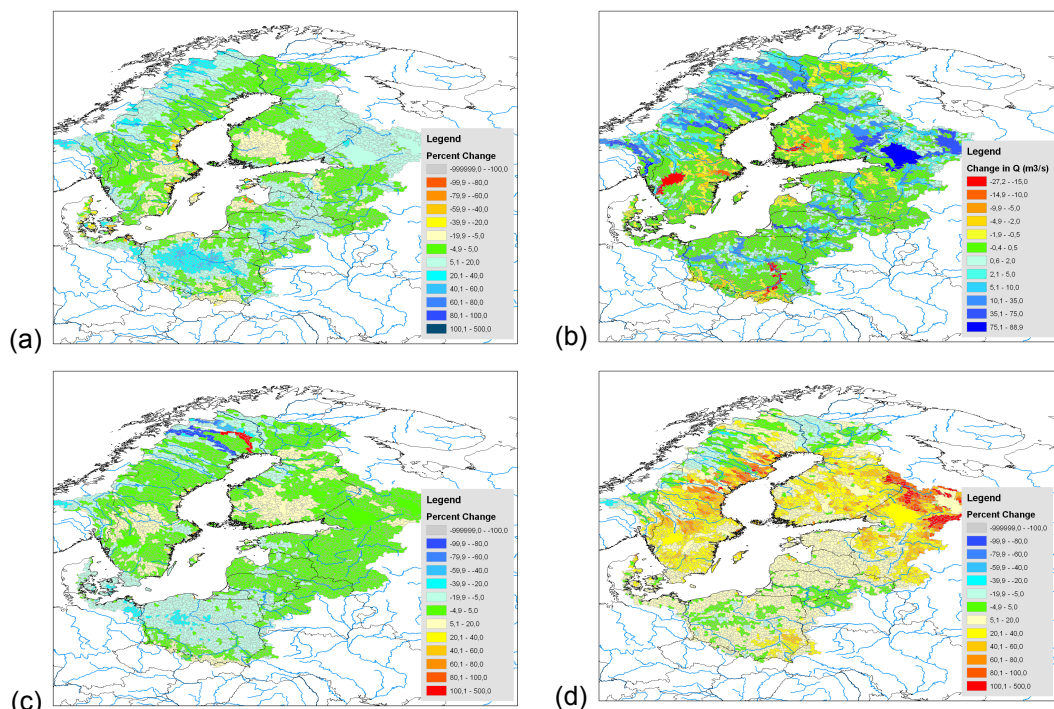 Legend
Percent Change
-999999,0 - -100,0
-99,9 - -80,0
-79,9 - -60,0
-59,9 - -40,0
-39,9 - -20,0
-19,9 - -5,0
-4,9 - 5,0
5,1 - 20,0
20,1 - 40,0
40,1 - 60,0
60,1 - 80,0
80,1 - 100,0
100,1 - 500,0
(a)
Legend
Change in Q (m3/s)
-27,2 - -15,0
-14,9 - -10,0
-9,9 - -5,0
-4,9 - -2,0
-1,9 - -0,5
-0,4 - 0,5
0,6 - 2,0
2,1 - 5,0
5,1 - 10,0
10,1 - 35,0
35,1 - 75,0
75,1 - 88,9
(b)
Legend
Percent Change
-999999,0 - -100,0
-99,9 - -80,0
-79,9 - -60,0
-59,9 - -40,0
-39,9 - -20,0
-19,9 - -5,0
-4,9 - 5,0
5,1 - 20,0
20,1 - 40,0
40,1 - 60,0
60,1 - 80,0
80,1 - 100,0
100,1 - 500,0
(c)
Legend
Percent Change
-999999,0 - -100,0
-99,9 - -80,0
-79,9 - -60,0
-59,9 - -40,0
-39,9 - -20,0
-19,9 - -5,0
-4,9 - 5,0
5,1 - 20,0
20,1 - 40,0
40,1 - 60,0
60,1 - 80,0
80,1 - 100,0
100,1 - 500,0
(d)